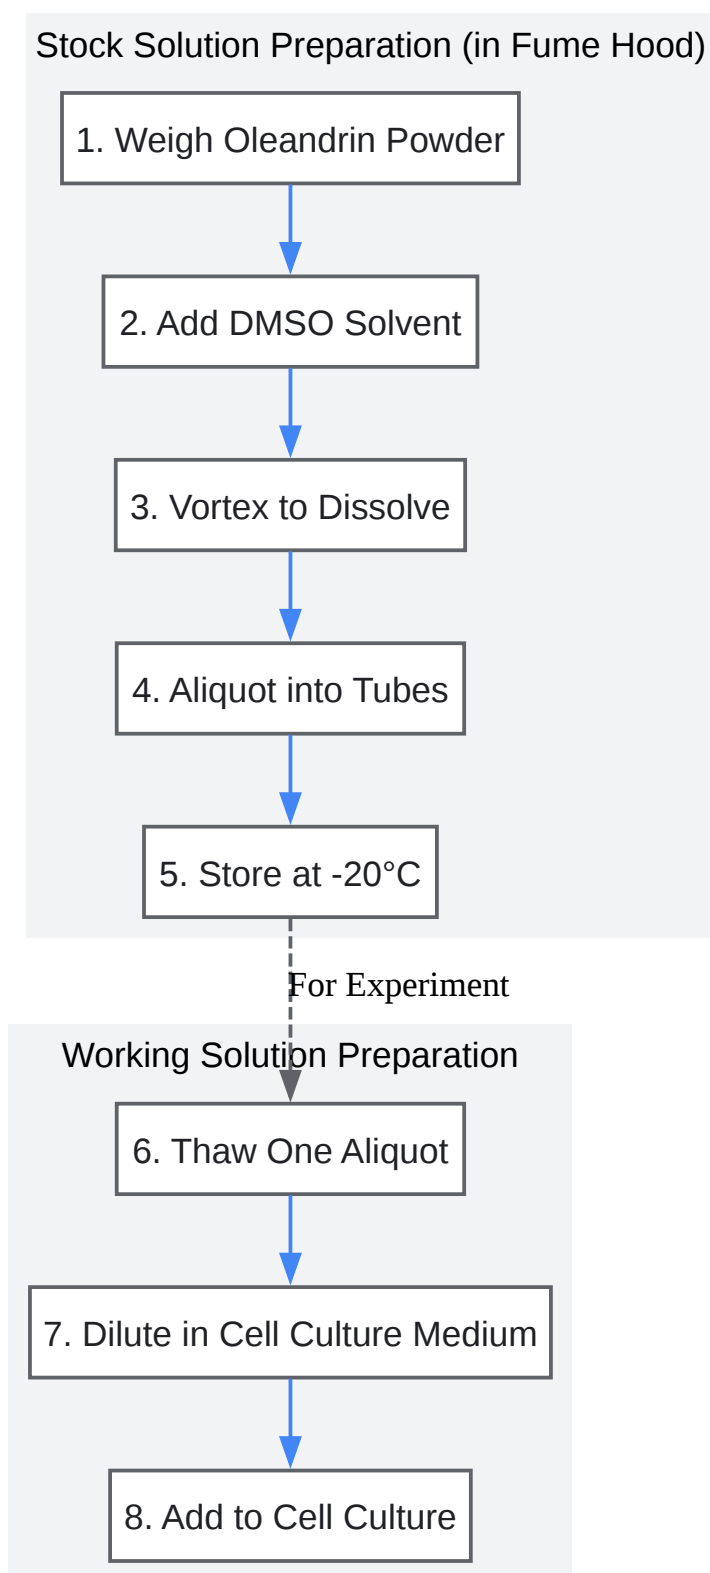 Stock Solution Preparation (in Fume Hood)
1. Weigh Oleandrin Powder
2. Add DMSO Solvent
3. Vortex to Dissolve
4. Aliquot into Tubes
5. Store at -20°C
For Experiment
Working Solution Preparation
6. Thaw One Aliquot
7. Dilute in Cell Culture Medium
8. Add to Cell Culture